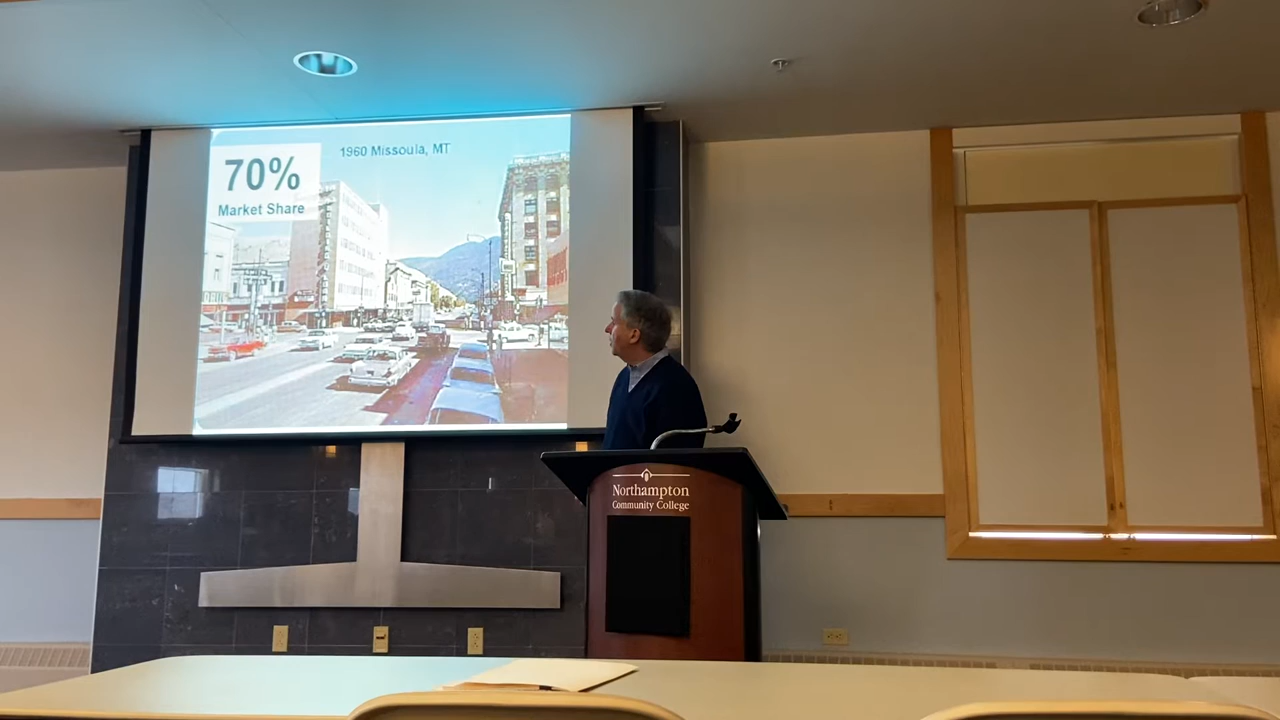 70%
Market Share
1960 Missoula, MT
Northampton
Community College